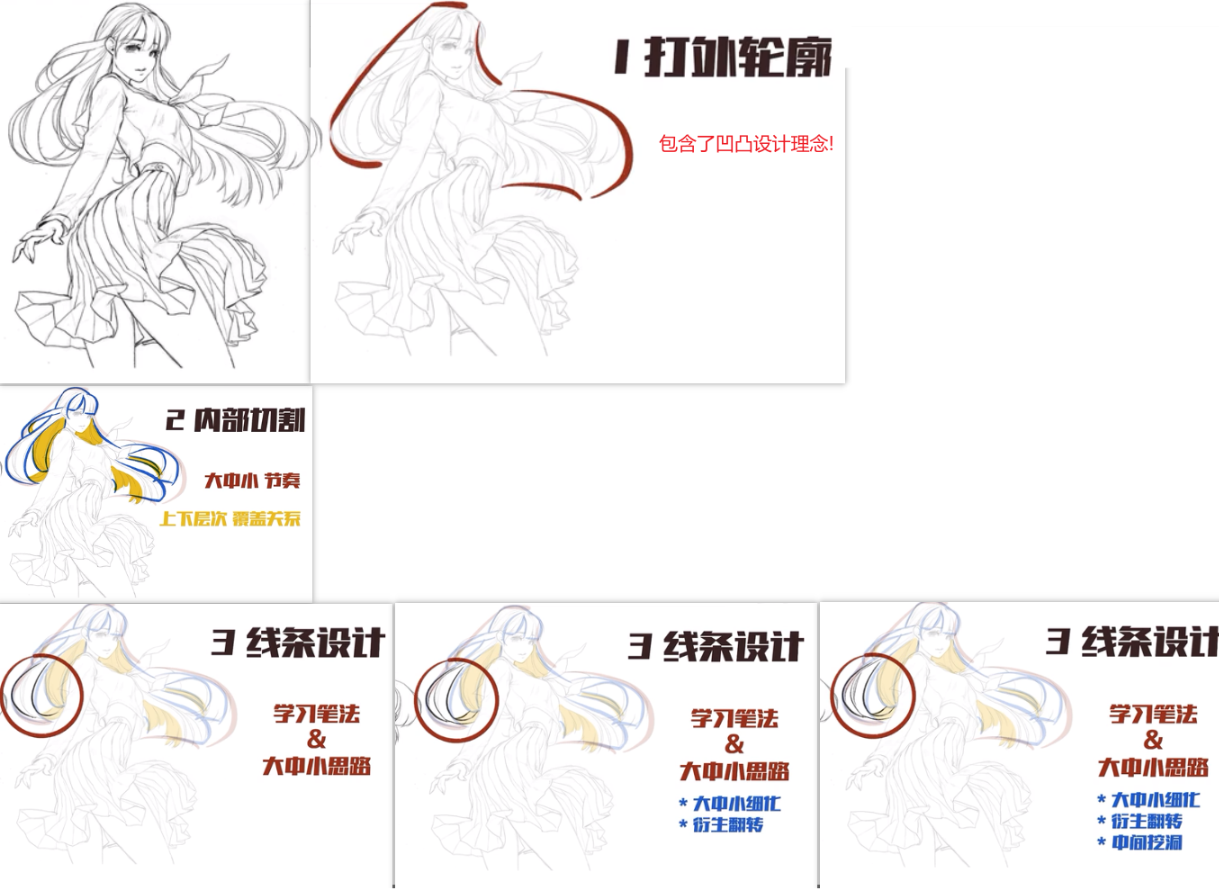 1 打外轮廓
包含了凹凸设计理念!
2 内部切割
大中小 节奏
上下层次 覆盖关系
3 线条设计
学习笔法
&
大中小思路
3 线条设计
学习笔法
&
大中小思路
* 大中小细化
* 衍生翻转
3 线条设计
学习笔法
&
大中小思路
* 大中小细化
* 衍生翻转
* 中间挖洞